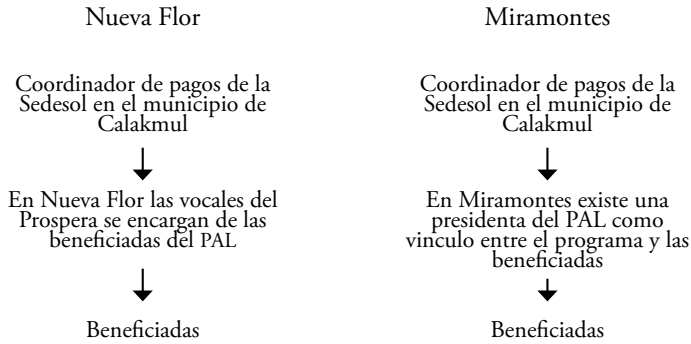 Nueva Flor
Coordinador de pagos de la
Sedesol en el municipio de
Calakmul
En Nueva Flor las vocales del
Prospera se encargan de las
beneficiadas del PAL
Beneficiadas
Miramontes
Coordinador de pagos de la
Sedesol en el municipio de
Calakmul
En Miramontes existe una
presidenta del PAL como
vinculo entre el programa y las
beneficiadas
Beneficiadas